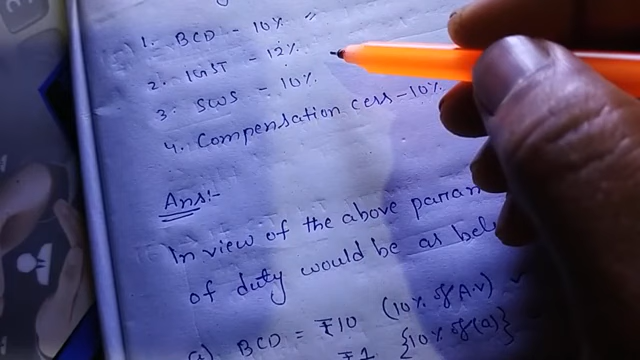 1. BCD - 10%
2. IGST - 12%
3. SWS - 10%
4. Compensation cess - 10%.
Ans:-
In view of the above
of duty would be as
(a) BCD = ₹10 (10% of A.V)
₹1 {10% of (a)}